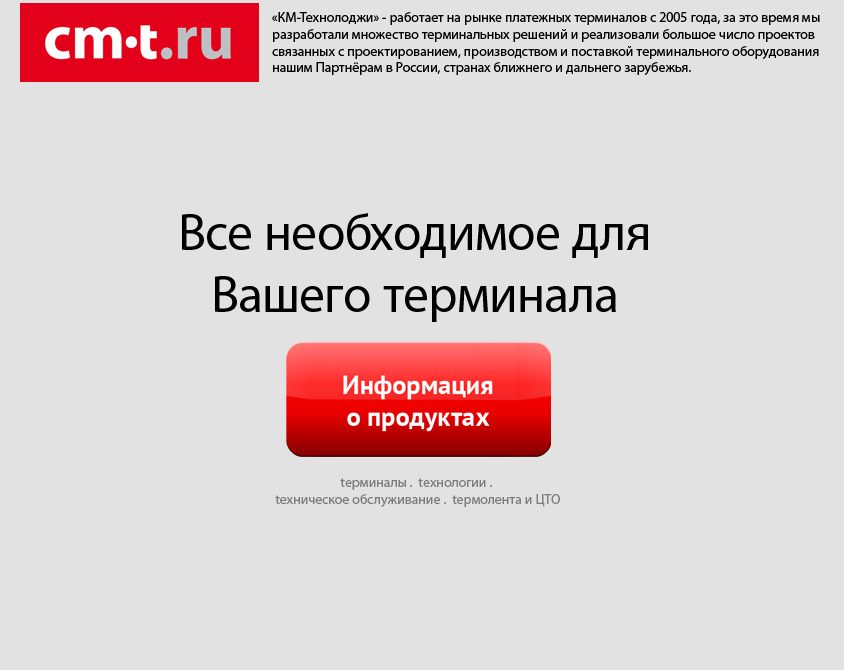 cm·t.ru
«КМ-Технолоджи» - работает на рынке платежных терминалов с 2005 года, за это время мы
разработали множество терминальных решений и реализовали большое число проектов
связанных с проектированием, производством и поставкой терминального оборудования
нашим Партнёрам в России, странах ближнего и дальнего зарубежья.
Все необходимое для
Вашего терминала
Информация
о продуктах
терминалы . технологии .
техническое обслуживание . термолента и ЦТО